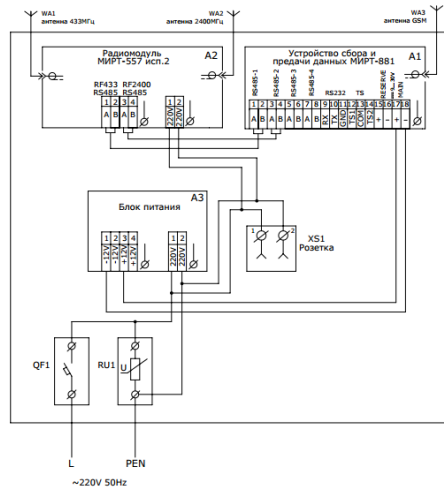 WA1
антенна 433МГц
WA2
антенна 2400МГц
WA3
антенна GSM
Радиомодуль
МИРТ-557 исп.2
A2
RF433 RF2400
RS485 RS485
1 2 3 4
A B A B
1 2
220V 220V
Устройство сбора и
передачи данных МИРТ-881
A1
RS485-1 RS485-2 RS485-3 RS485-4 RS232 TS RESERVE MAIN
1 2 3 4 5 6 7 8 9 10 11 12 13 14 15 16 17 18
A B A B A B A B RX TX GND TS1 COM TS2 + - + -
Блок питания
A3
1 2 3 4
-12V -12V +12V +12V
1 2
220V 220V
1 2
XS1
Розетка
QF1
RU1
U
L
PEN
~220V 50Hz